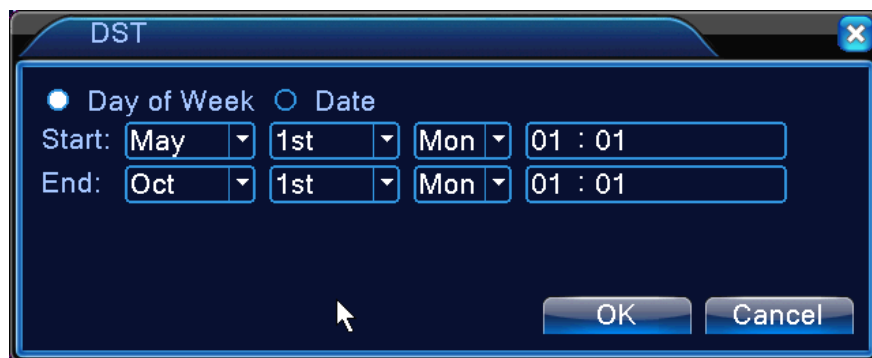 DST
Day of Week Date
Start: May 1st Mon 01 : 01
End: Oct 1st Mon 01 : 01
OK Cancel